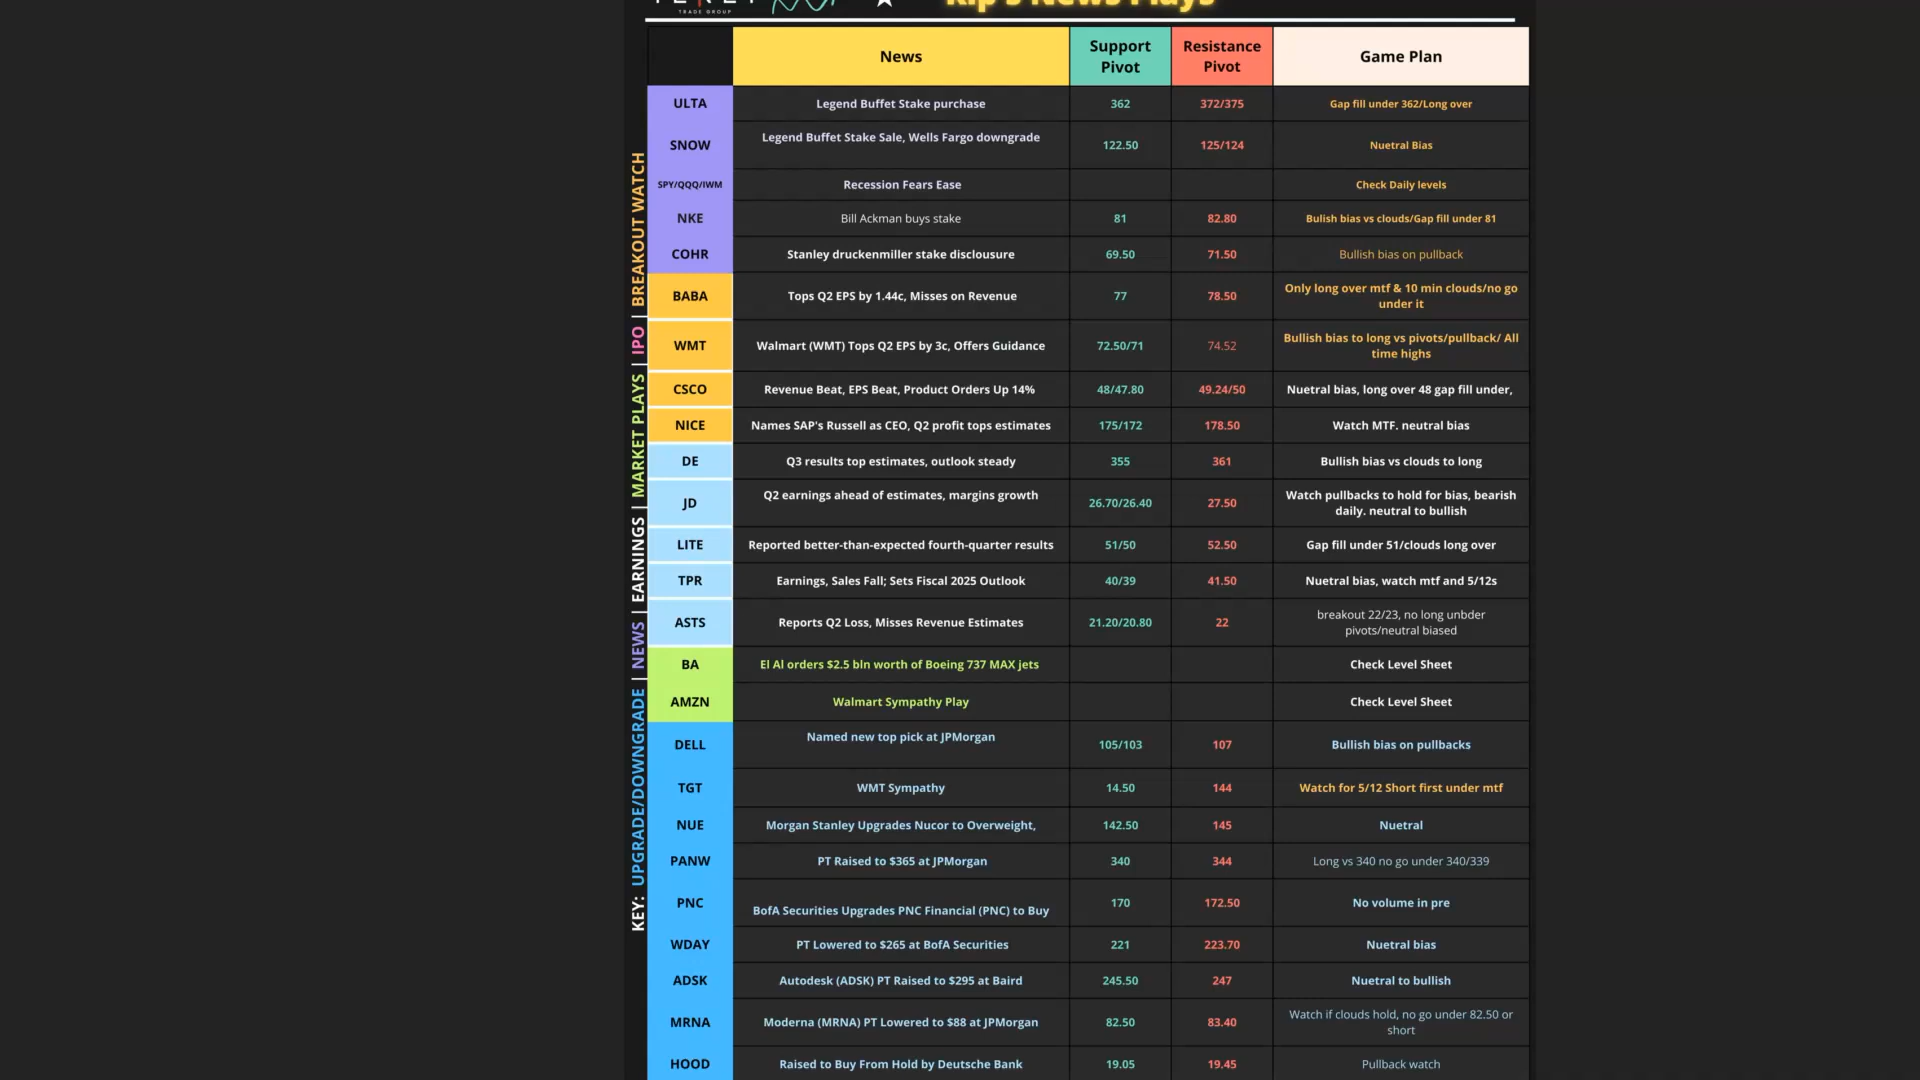 TRADE GROUP
Rip's News Plays
News
Support Pivot
Resistance Pivot
Game Plan
ULTA
Legend Buffet Stake purchase
362
372/375
Gap fill under 362/Long over
SNOW
Legend Buffet Stake Sale, Wells Fargo downgrade
122.50
125/124
Nuetral Bias
SPY/QQQ/IWM
Recession Fears Ease
Check Daily levels
NKE
Bill Ackman buys stake
81
82.80
Bulish bias vs clouds/Gap fill under 81
COHR
Stanley druckenmiller stake disclousure
69.50
71.50
Bullish bias on pullback
BABA
Tops Q2 EPS by 1.44c, Misses on Revenue
77
78.50
Only long over mtf & 10 min clouds/no go
under it
WMT
Walmart (WMT) Tops Q2 EPS by 3c, Offers Guidance
72.50/71
74.52
Bullish bias to long vs pivots/pullback/ All
time highs
CSCO
Revenue Beat, EPS Beat, Product Orders Up 14%
48/47.80
49.24/50
Nuetral bias, long over 48 gap fill under,
NICE
Names SAP's Russell as CEO, Q2 profit tops estimates
175/172
178.50
Watch MTF. neutral bias
DE
Q3 results top estimates, outlook steady
355
361
Bullish bias vs clouds to long
JD
Q2 earnings ahead of estimates, margins growth
26.70/26.40
27.50
Watch pullbacks to hold for bias, bearish
daily. neutral to bullish
LITE
Reported better-than-expected fourth-quarter results
51/50
52.50
Gap fill under 51/clouds long over
TPR
Earnings, Sales Fall; Sets Fiscal 2025 Outlook
40/39
41.50
Nuetral bias, watch mtf and 5/12s
ASTS
Reports Q2 Loss, Misses Revenue Estimates
21.20/20.80
22
breakout 22/23, no long unbder
pivots/neutral biased
BA
El Al orders $2.5 bln worth of Boeing 737 MAX jets
Check Level Sheet
AMZN
Walmart Sympathy Play
Check Level Sheet
DELL
Named new top pick at JPMorgan
105/103
107
Bullish bias on pullbacks
TGT
WMT Sympathy
14.50
144
Watch for 5/12 Short first under mtf
NUE
Morgan Stanley Upgrades Nucor to Overweight,
142.50
145
Nuetral
PANW
PT Raised to $365 at JPMorgan
340
344
Long vs 340 no go under 340/339
PNC
BofA Securities Upgrades PNC Financial (PNC) to Buy
170
172.50
No volume in pre
WDAY
PT Lowered to $265 at BofA Securities
221
223.70
Nuetral bias
ADSK
Autodesk (ADSK) PT Raised to $295 at Baird
245.50
247
Nuetral to bullish
MRNA
Moderna (MRNA) PT Lowered to $88 at JPMorgan
82.50
83.40
Watch if clouds hold, no go under 82.50 or
short
HOOD
Raised to Buy From Hold by Deutsche Bank
19.05
19.45
Pullback watch
KEY: UPGRADE/DOWNGRADE | NEWS | EARNINGS | MARKET PLAYS | IPO | BREAKOUT WATCH